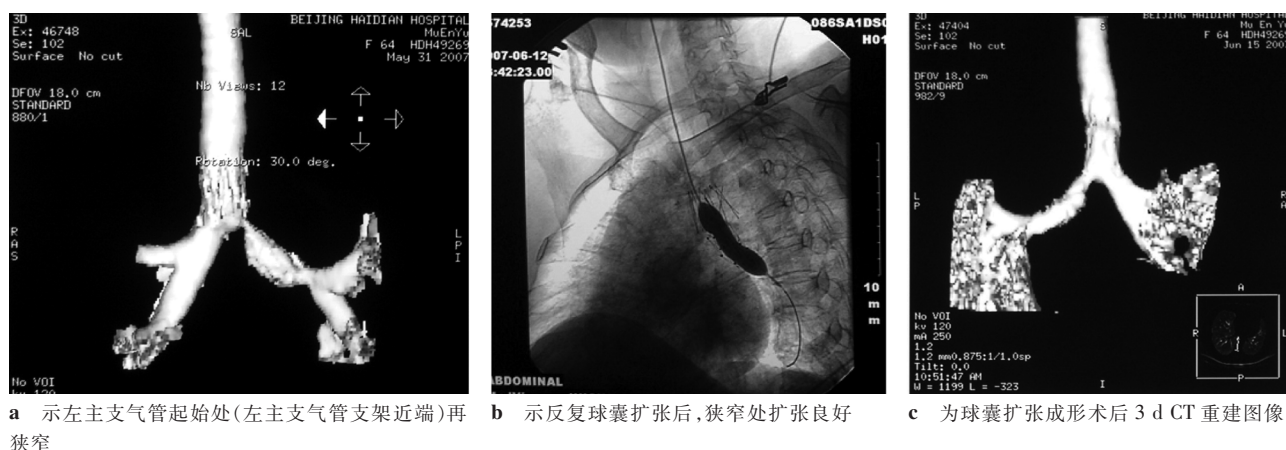 3D
Ex: 46748
Se: 102
Surface No cut
DFOV 18.0 cm
STANDARD
880/1
SAL
BEIJING HAIDIAN HOSPITAL
MuEnYu
F 64 HDH49269
May 31 2007
Nb Views: 12
Rotation: 30.0 deg.
R
A
S
L
P
I
No VOI
kv 120
a 示左主支气管起始处(左主支气管支架近端)再
狭窄
574253
007-06-12
:42:23.00
086SA1DS
H01
10
m
m
ABDOMINAL
b 示反复球囊扩张后,狭窄处扩张良好
3D
Ex: 47404
Se: 102
Surface No cut
DFOV 18.0 cm
STANDARD
982/9
S
BEIJING HAIDIAN HOSPITAL
Mu En Yu
F 64 HDH49269
Jun 15 2007
L
P
R
A
No VOI
kv 120
mA 250
1.2
1.2 mm0.875:1/1.0sp
Tilt: 0.0
10:51:47 AM
W = 1199 L = -323
I
A
R
L
P
c 为球囊扩张成形术后 3 d CT 重建图像